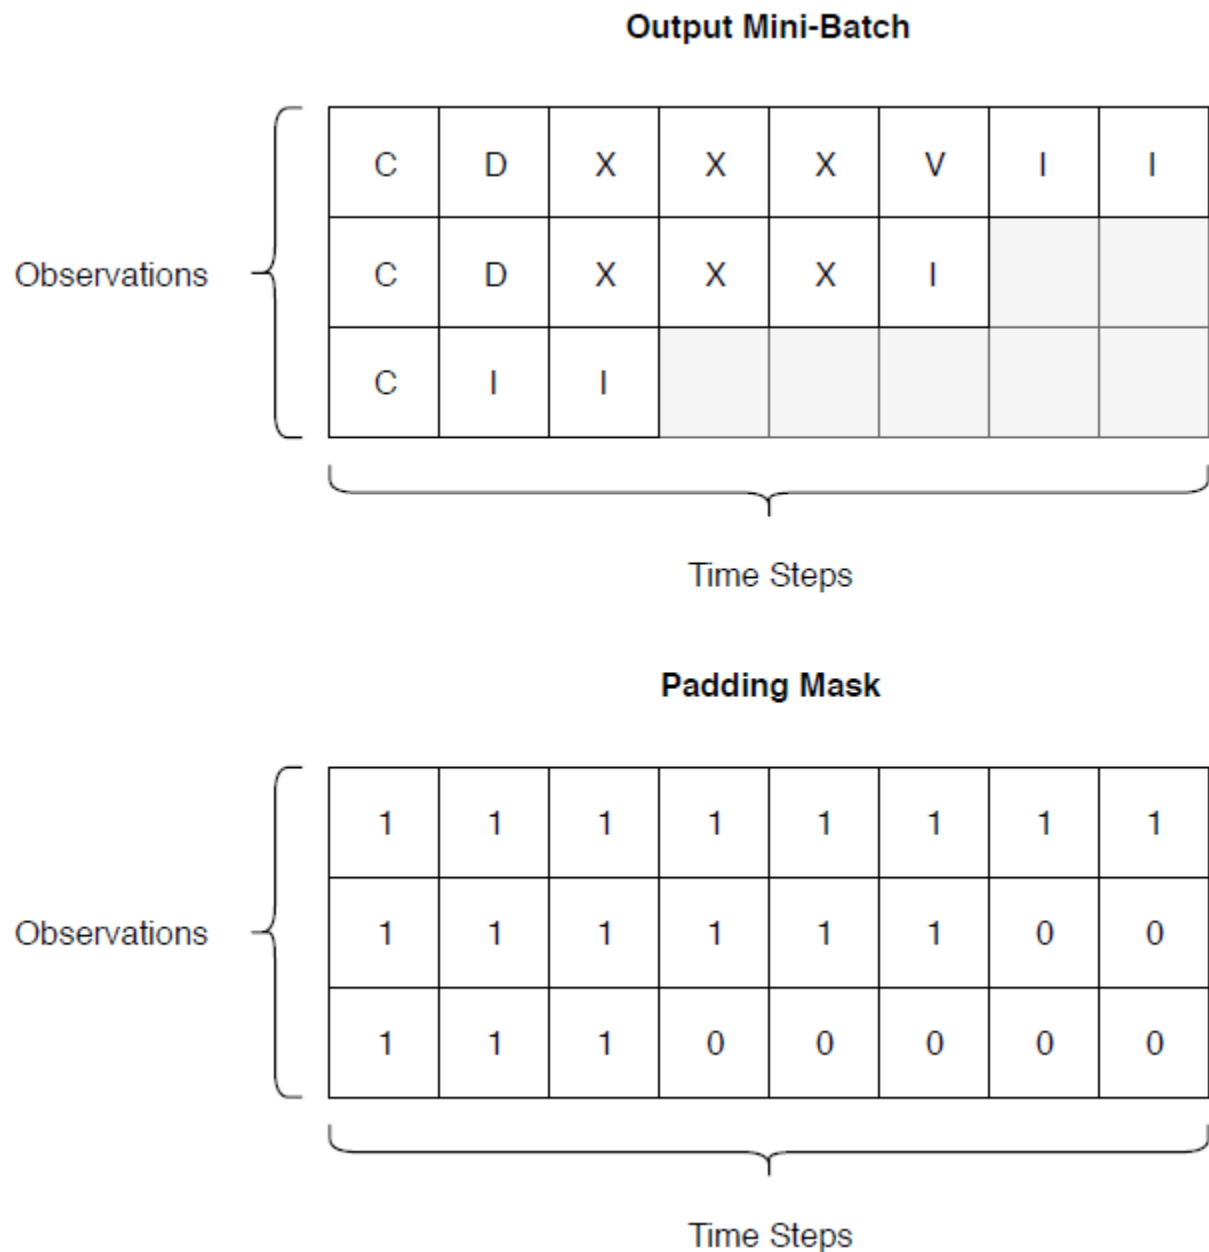 Output Mini-Batch
C D X X X V I I
Observations C D X X X I
C I I
Time Steps
Padding Mask
1 1 1 1 1 1 1 1
Observations 1 1 1 1 1 1 0 0
1 1 1 0 0 0 0 0
Time Steps